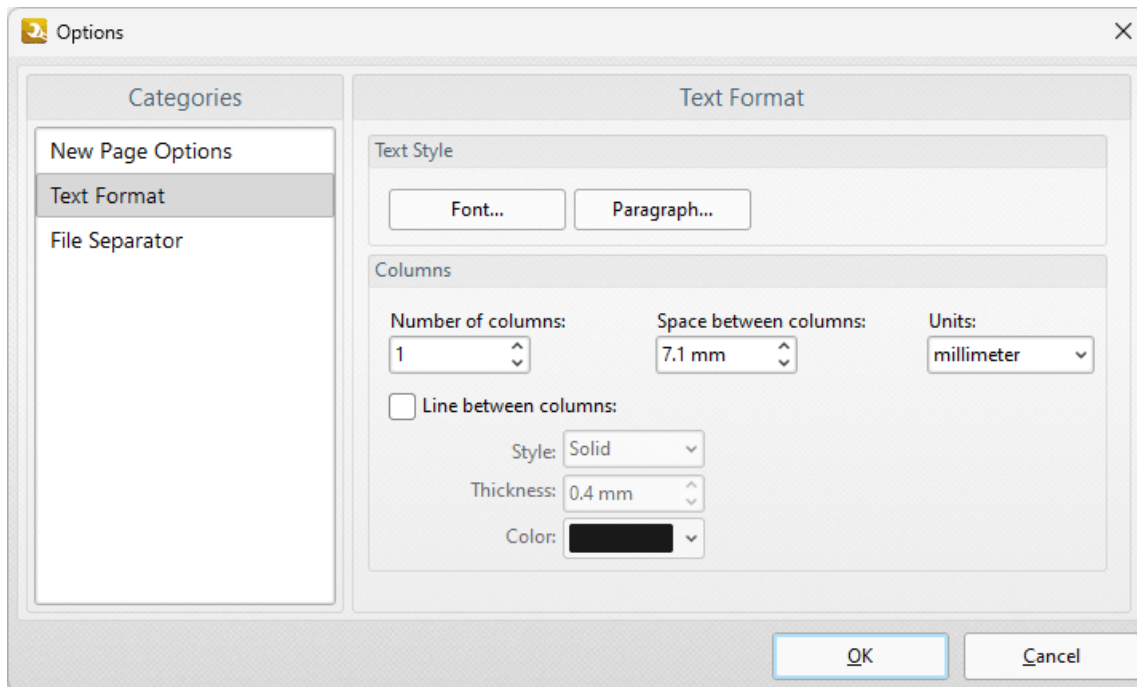 Options
Categories
Text Format
New Page Options
Text Format
File Separator
Text Style
Font... Paragraph...
Columns
Number of columns: Space between columns: Units:
1 7.1 mm millimeter
Line between columns:
Style: Solid
Thickness: 0.4 mm
Color:
OK Cancel